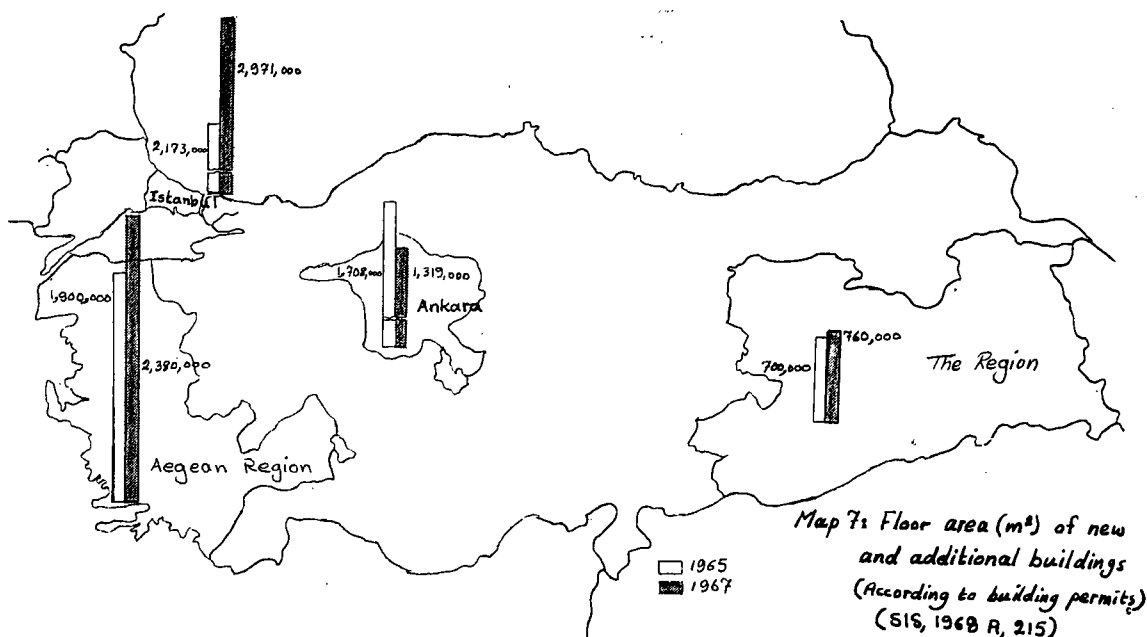 2,971,000
2,173,000
Istanbul
1,708,000
1,319,000
Ankara
1,900,000
2,380,000
Aegean Region
760,000
700,000
The Region
1965
1967
Map 7: Floor area (m²) of new
and additional buildings
(According to building permits)
(SIS, 1968 A, 215)